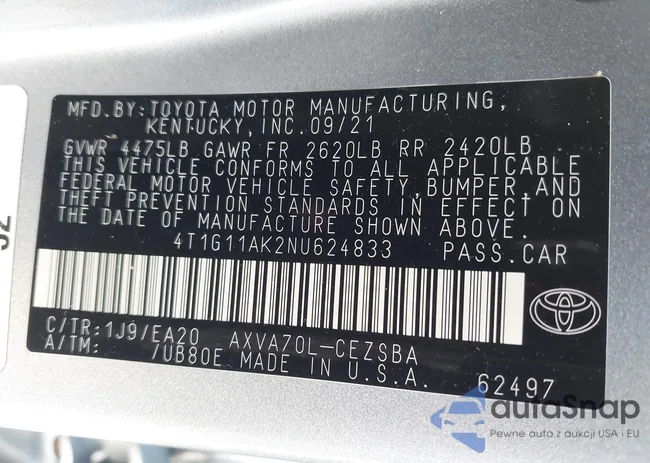 MFD.BY:TOYOTA MOTOR MANUFACTURING,
KENTUCKY, INC.09/21
GVWR 4475LB GAWR FR 2620LB RR 2420LB
THIS VEHICLE CONFORMS TO ALL APPLICABLE
FEDERAL MOTOR VEHICLE SAFETY,BUMPER,AND
THEFT PREVENTION STANDARDS IN EFFECT ON
THE DATE OF MANUFACTURE SHOWN ABOVE.
4T1G11AK2NU624833 PASS.CAR
C/TR:1J9/EA20 AXVA70L-CEZSBA
A/TM: /UB80E MADE IN U.S.A. 62497
autoSnap
Pewne auta z aukcji USA i EU